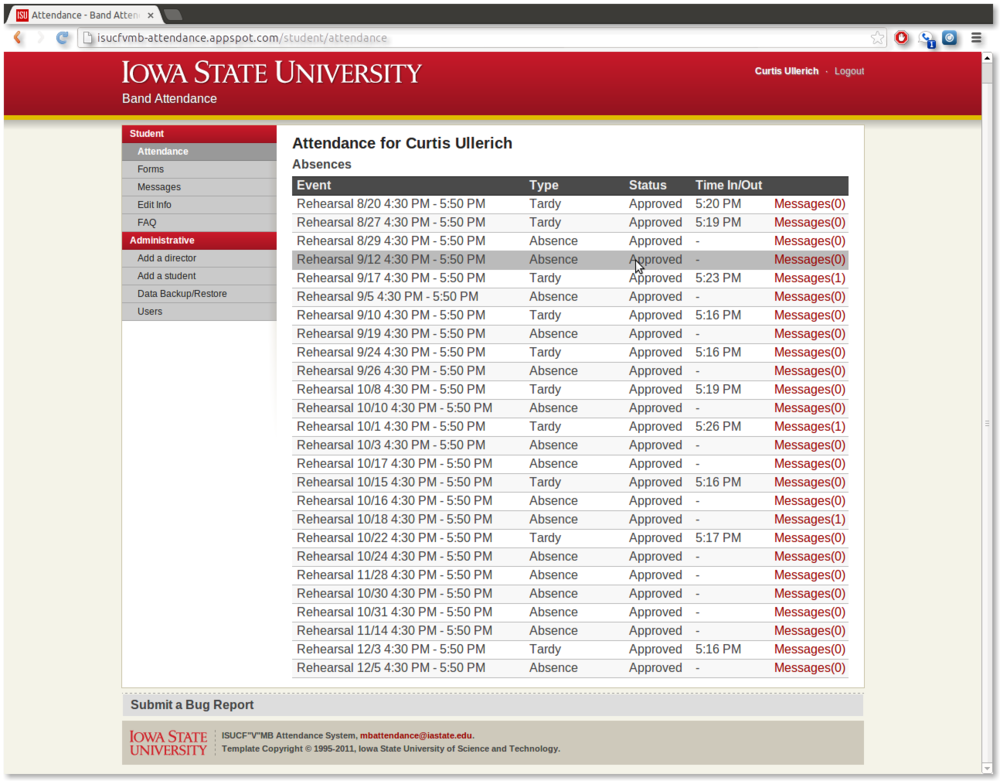 ISU Attendance - Band Atten
isucfvmb-attendance.appspot.com/student/attendance
1
IOWA STATE UNIVERSITY
Curtis Ullerich · Logout
Band Attendance
Student
Attendance
Forms
Messages
Edit Info
FAQ
Administrative
Add a director
Add a student
Data Backup/Restore
Users
Attendance for Curtis Ullerich
Absences
Event Type Status Time In/Out
Rehearsal 8/20 4:30 PM - 5:50 PM Tardy Approved 5:20 PM Messages(0)
Rehearsal 8/27 4:30 PM - 5:50 PM Tardy Approved 5:19 PM Messages(0)
Rehearsal 8/29 4:30 PM - 5:50 PM Absence Approved - Messages(0)
Rehearsal 9/12 4:30 PM - 5:50 PM Absence Approved - Messages(0)
Rehearsal 9/17 4:30 PM - 5:50 PM Tardy Approved 5:23 PM Messages(1)
Rehearsal 9/5 4:30 PM - 5:50 PM Absence Approved - Messages(0)
Rehearsal 9/10 4:30 PM - 5:50 PM Tardy Approved 5:16 PM Messages(0)
Rehearsal 9/19 4:30 PM - 5:50 PM Absence Approved - Messages(0)
Rehearsal 9/24 4:30 PM - 5:50 PM Tardy Approved 5:16 PM Messages(0)
Rehearsal 9/26 4:30 PM - 5:50 PM Absence Approved - Messages(0)
Rehearsal 10/8 4:30 PM - 5:50 PM Tardy Approved 5:19 PM Messages(0)
Rehearsal 10/10 4:30 PM - 5:50 PM Absence Approved - Messages(0)
Rehearsal 10/1 4:30 PM - 5:50 PM Tardy Approved 5:26 PM Messages(1)
Rehearsal 10/3 4:30 PM - 5:50 PM Absence Approved - Messages(0)
Rehearsal 10/17 4:30 PM - 5:50 PM Absence Approved - Messages(0)
Rehearsal 10/15 4:30 PM - 5:50 PM Tardy Approved 5:16 PM Messages(0)
Rehearsal 10/16 4:30 PM - 5:50 PM Absence Approved - Messages(0)
Rehearsal 10/18 4:30 PM - 5:50 PM Absence Approved - Messages(1)
Rehearsal 10/22 4:30 PM - 5:50 PM Tardy Approved 5:17 PM Messages(0)
Rehearsal 10/24 4:30 PM - 5:50 PM Absence Approved - Messages(0)
Rehearsal 11/28 4:30 PM - 5:50 PM Absence Approved - Messages(0)
Rehearsal 10/30 4:30 PM - 5:50 PM Absence Approved - Messages(0)
Rehearsal 10/31 4:30 PM - 5:50 PM Absence Approved - Messages(0)
Rehearsal 11/14 4:30 PM - 5:50 PM Absence Approved - Messages(0)
Rehearsal 12/3 4:30 PM - 5:50 PM Tardy Approved 5:16 PM Messages(0)
Rehearsal 12/5 4:30 PM - 5:50 PM Absence Approved - Messages(0)
Submit a Bug Report
IOWA STATE
UNIVERSITY
ISUCF"V"MB Attendance System, mbattendance@iastate.edu.
Template Copyright © 1995-2011, Iowa State University of Science and Technology.